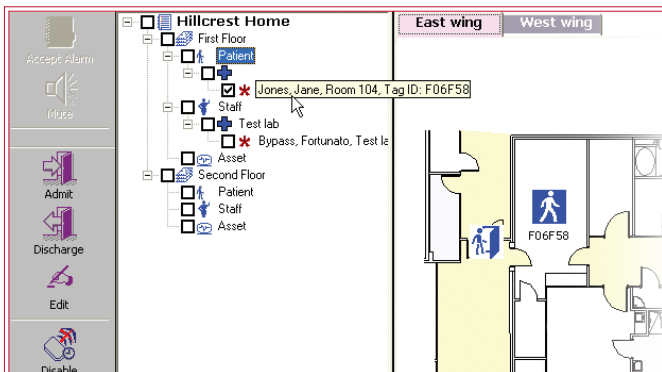 Accept Alarm
Mute
Admit
Discharge
Edit
Disable
Hillcrest Home
First Floor
Patient
Jones, Jane, Room 104, Tag ID: F06F58
Staff
Test lab
Bypass, Fortunato, Test la
Asset
Second Floor
Patient
Staff
Asset
East wing
West wing
F06F58